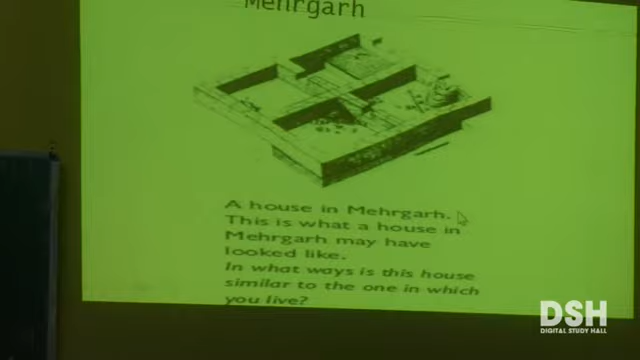 Mehrgarh
A house in Mehrgarh.
This is what a house in
Mehrgarh may have
looked like.
In what ways is this house
similar to the one in which
you live?
DSH
DIGITAL STUDY HALL